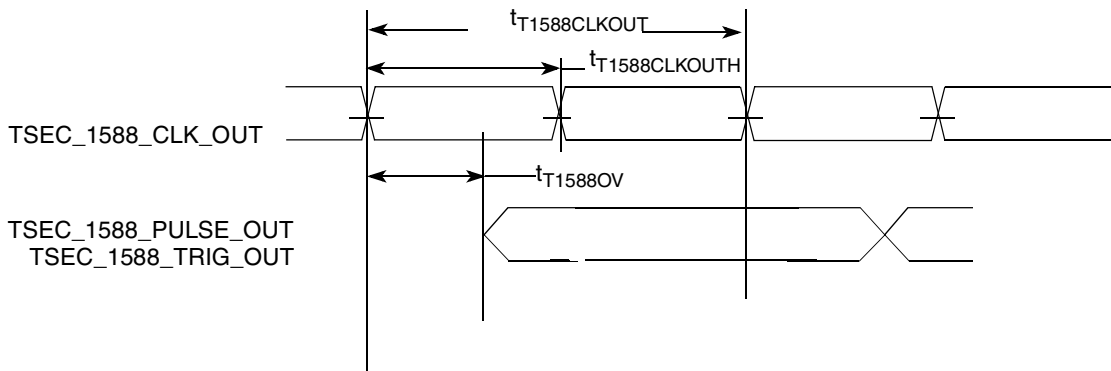 tT1588CLKOUT
tT1588CLKOUTH
TSEC_1588_CLK_OUT
tT1588OV
TSEC_1588_PULSE_OUT
TSEC_1588_TRIG_OUT